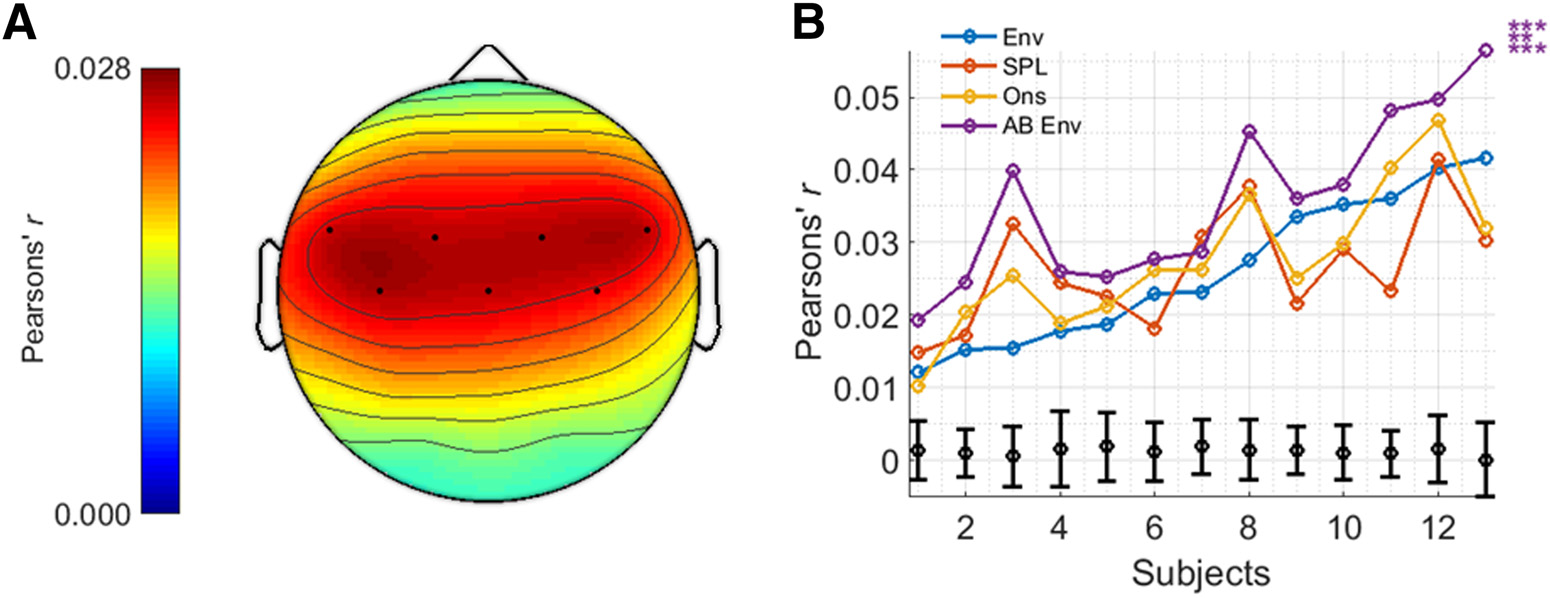 A
0.028
Pearsons' r
0.000
B
Env
SPL
Ons
AB Env
***
**
***
Pearsons' r
0.05
0.04
0.03
0.02
0.01
0
2 4 6 8 10 12
Subjects